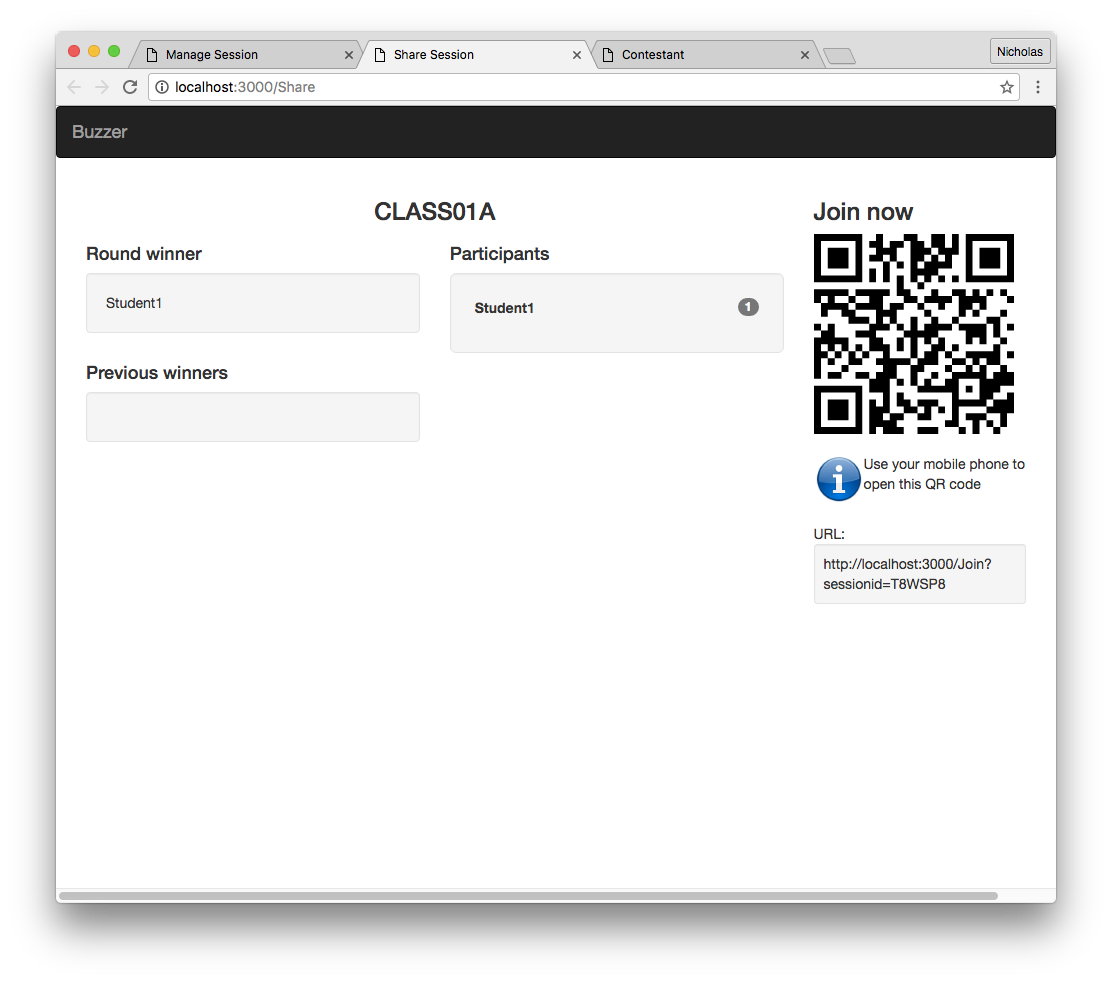 Manage Session
Share Session
Contestant
Nicholas
localhost:3000/Share
Buzzer
CLASS01A
Round winner
Student1
Previous winners
Participants
Student1 1
Join now
Use your mobile phone to
open this QR code
URL:
http://localhost:3000/Join?
sessionid=T8WSP8